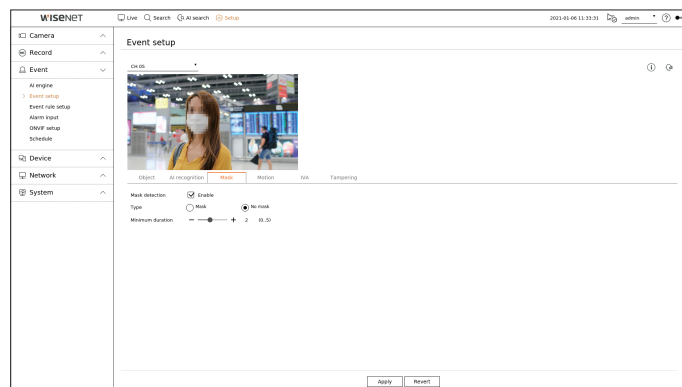 WISENET
Live Search AI search Setup 2021-01-06 11:33:31 admin
Camera
Record
Event
AI engine
Event setup
Event rule setup
Alarm input
ONVIF setup
Schedule
Device
Network
System
Event setup
CH 05
Object AI recognition Mask Motion IVA Tampering
Mask detection Enable
Type Mask No mask
Minimum duration 2 (0..5)
Apply Revert